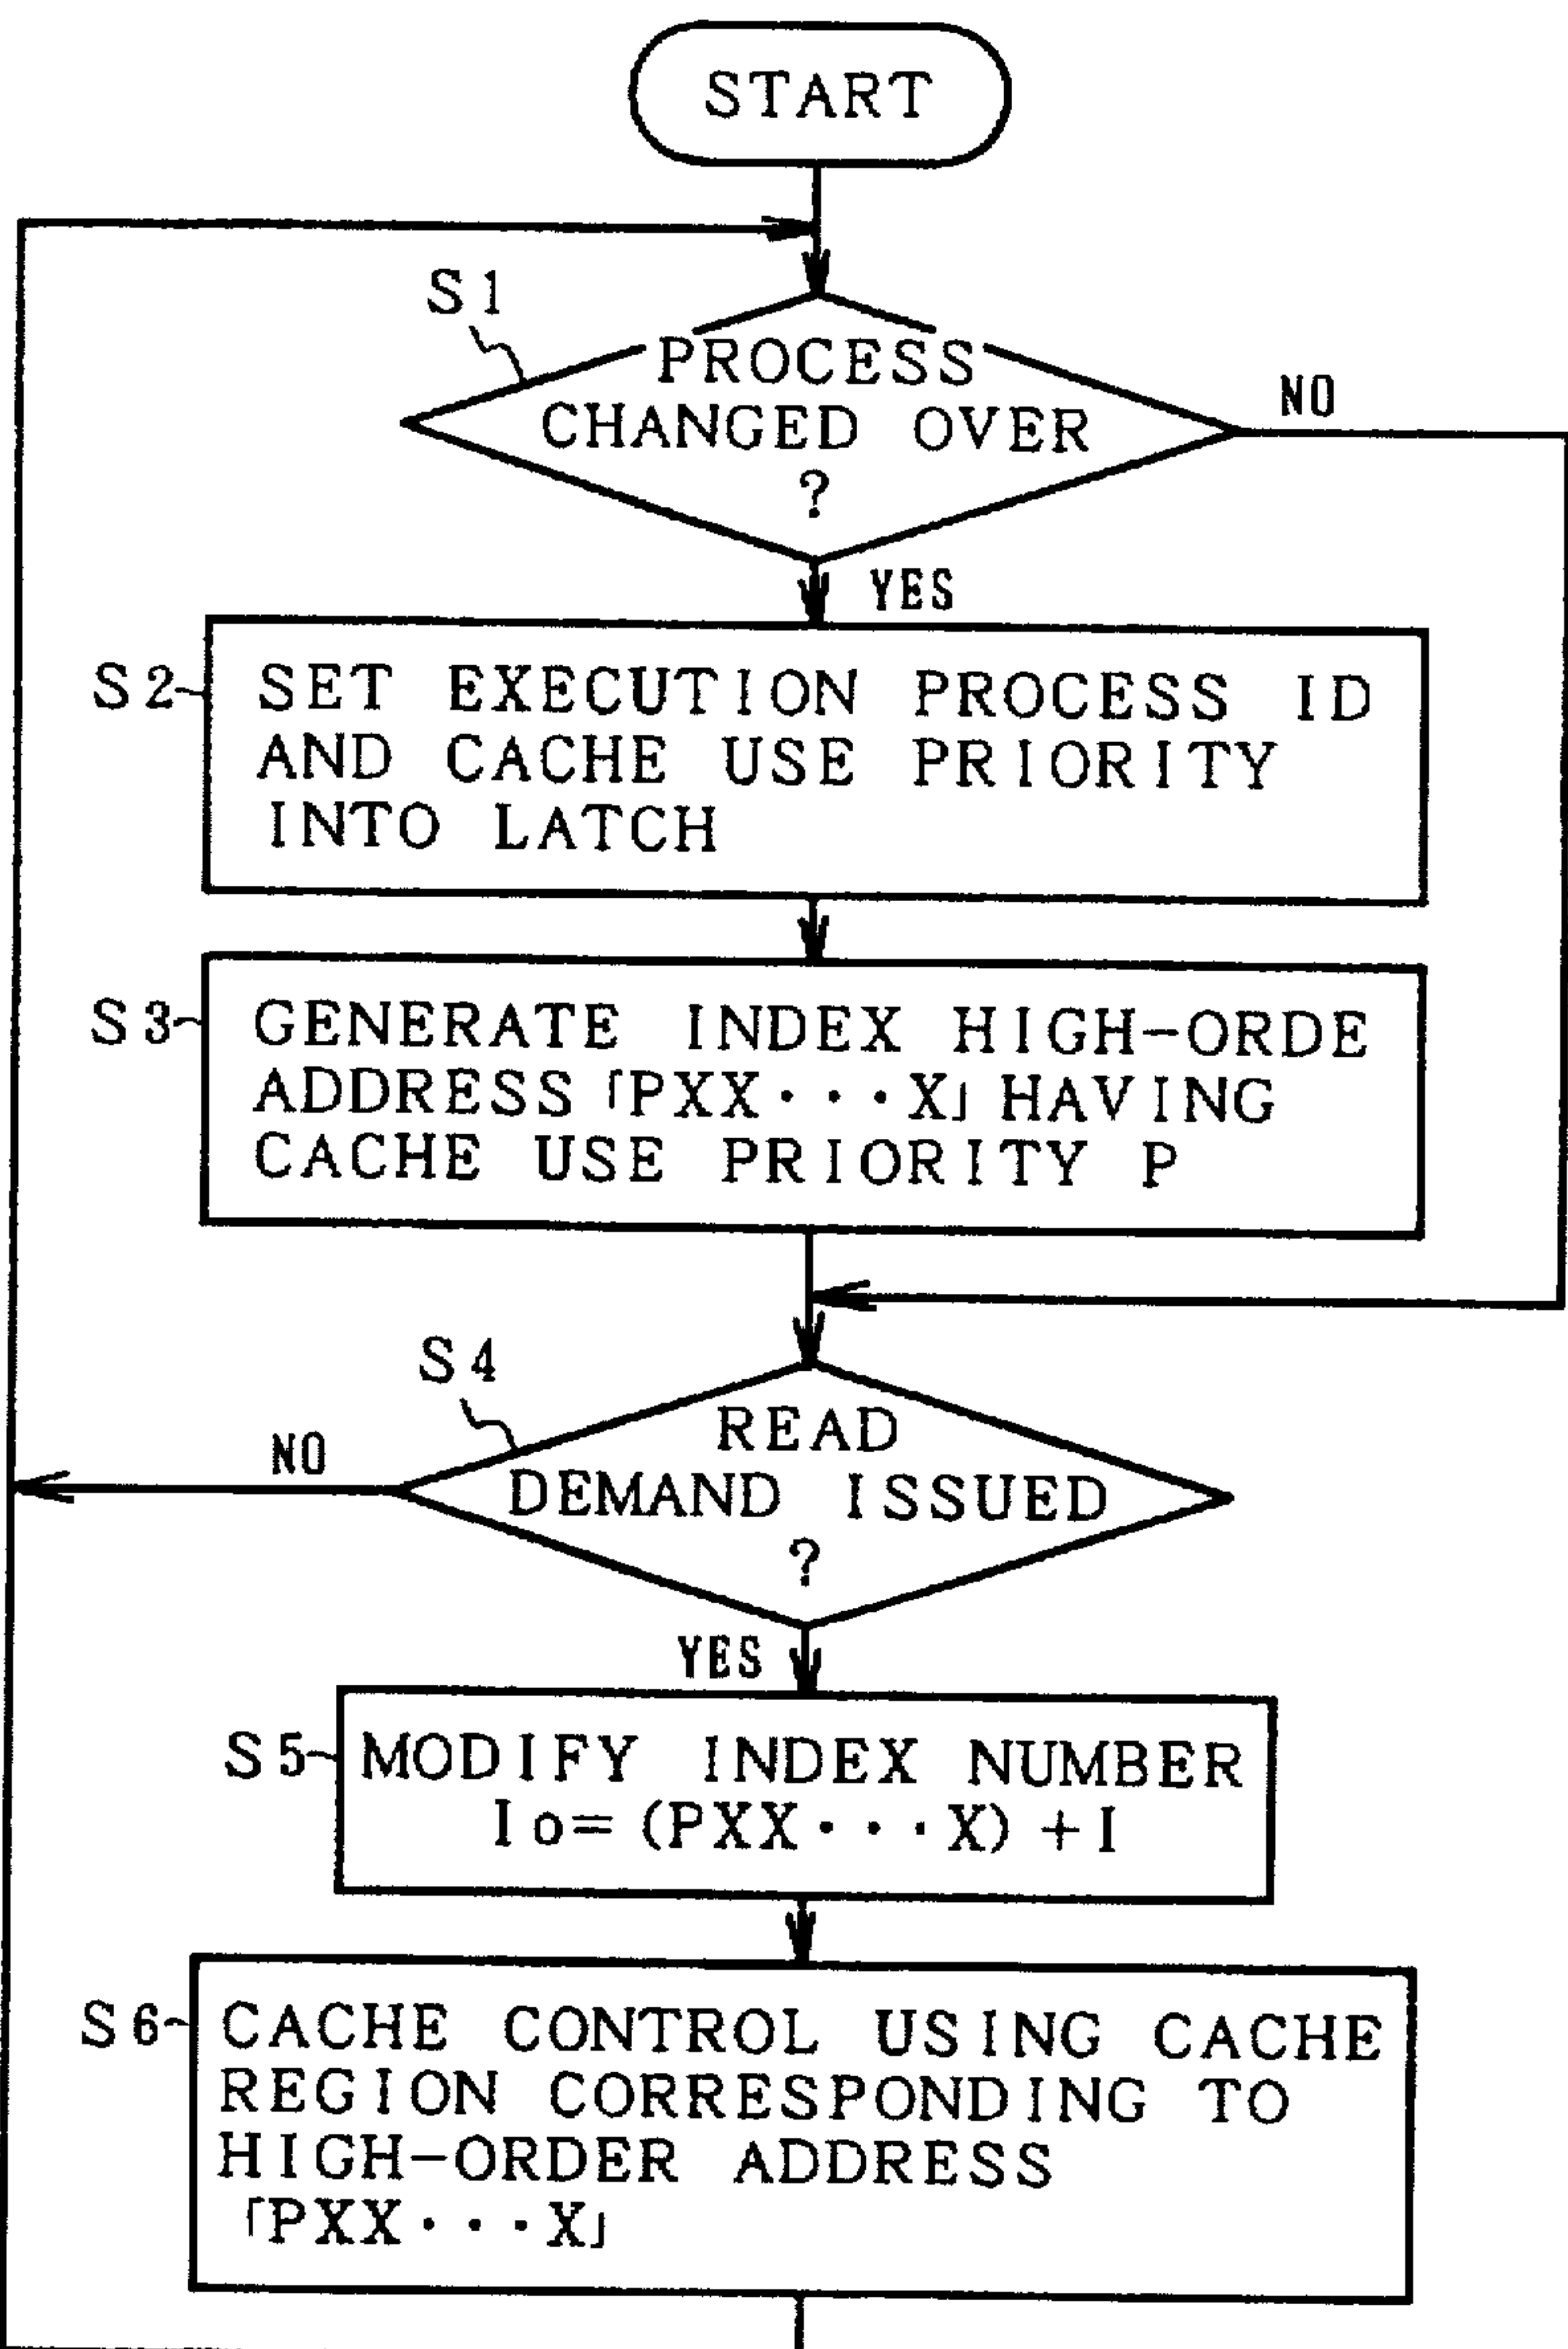 START
S1
PROCESS
CHANGED OVER
?
NO
YES
S2
SET EXECUTION PROCESS ID
AND CACHE USE PRIORITY
INTO LATCH
S3
GENERATE INDEX HIGH-ORDE
ADDRESS「PXX・・・X」HAVING
CACHE USE PRIORITY P
S4
READ
DEMAND ISSUED
?
NO
YES
S5
MODIFY INDEX NUMBER
Io=(PXX・・・X)+I
S6
CACHE CONTROL USING CACHE
REGION CORRESPONDING TO
HIGH-ORDER ADDRESS
「PXX・・・X」